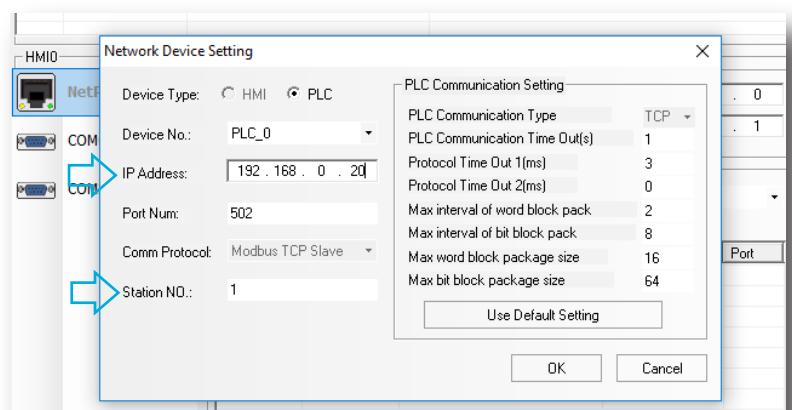 HMI0
NetP
COM
COM
Network Device Setting
Device Type: HMI PLC
Device No.: PLC_0
IP Address: 192 . 168 . 0 . 20
Port Num: 502
Comm Protocol: Modbus TCP Slave
Station NO.: 1
PLC Communication Setting
PLC Communication Type TCP
PLC Communication Time Out(s) 1
Protocol Time Out 1(ms) 3
Protocol Time Out 2(ms) 0
Max interval of word block pack 2
Max interval of bit block pack 8
Max word block package size 16
Max bit block package size 64
Use Default Setting
OK Cancel
. 0
. 1
Port